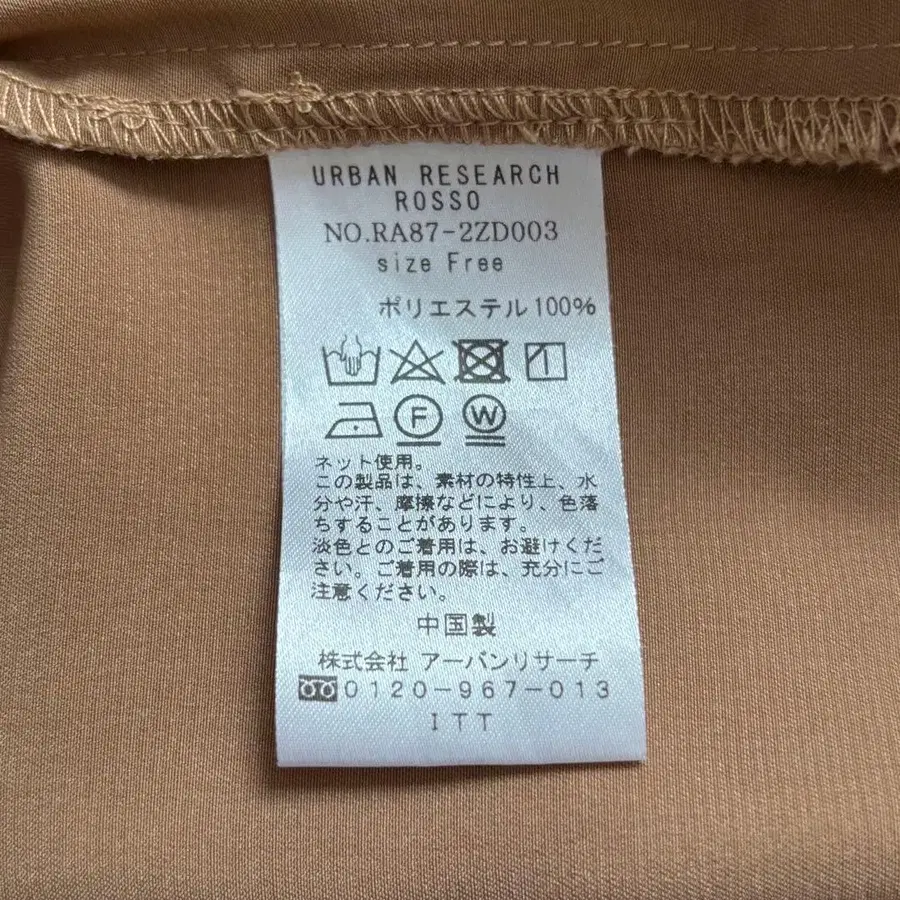 URBAN RESEARCH
ROSSO
NO.RA87-2ZD003
size Free
ポリエステル100%
F W
ネット使用。
この製品は、素材の特性上、水
分や汗、摩擦などにより、色落
ちすることがあります。
淡色とのご着用は、お避けくだ
さい。ご着用の際は、充分にご
注意ください。
中国製
株式会社 アーバンリサーチ
0120-967-013
ITT